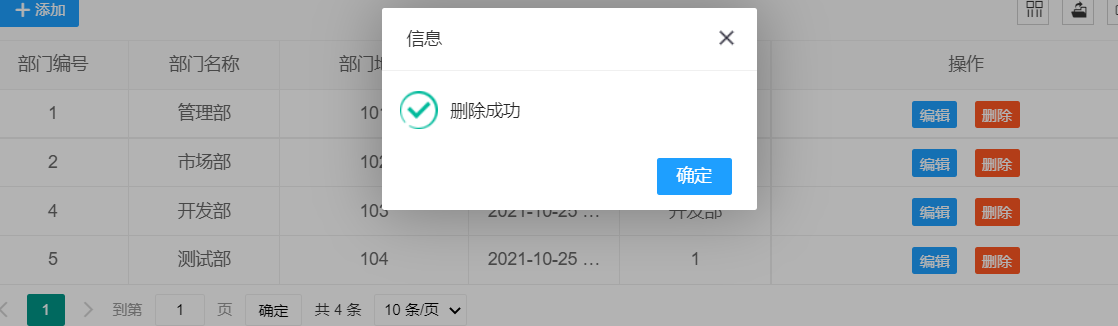 添加
信息
部门编号 部门名称 部门地 操作
1 管理部 101 编辑 删除
删除成功
2 市场部 102 编辑 删除
确定
4 开发部 103 2021-10-25 … 开发部 编辑 删除
5 测试部 104 2021-10-25 … 1 编辑 删除
1 到第 1 页 确定 共 4 条 10 条/页